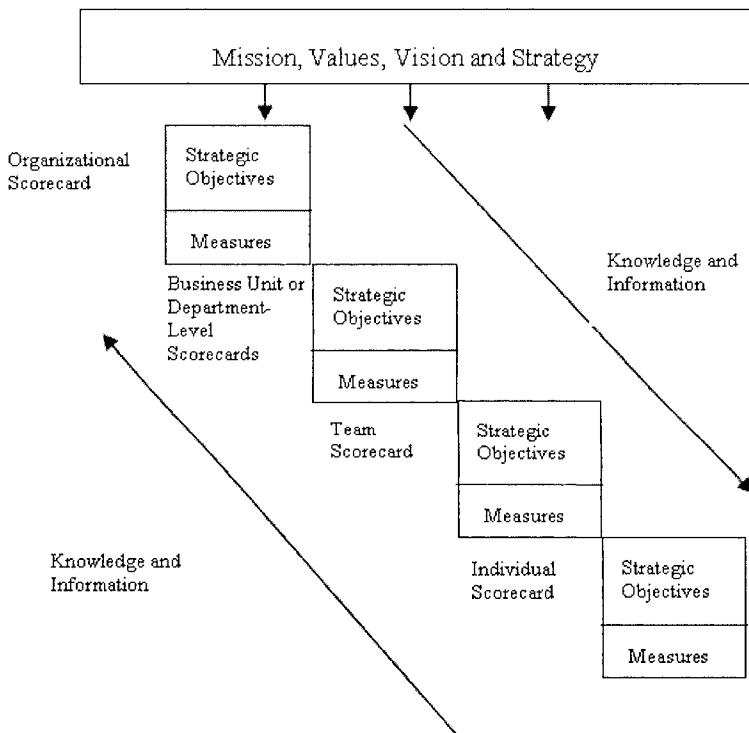 Mission, Values, Vision and Strategy
Organizational
Scorecard
Strategic
Objectives
Measures
Business Unit or
Department-
Level
Scorecards
Strategic
Objectives
Measures
Knowledge and
Information
Team
Scorecard
Strategic
Objectives
Measures
Knowledge and
Information
Individual
Scorecard
Strategic
Objectives
Measures